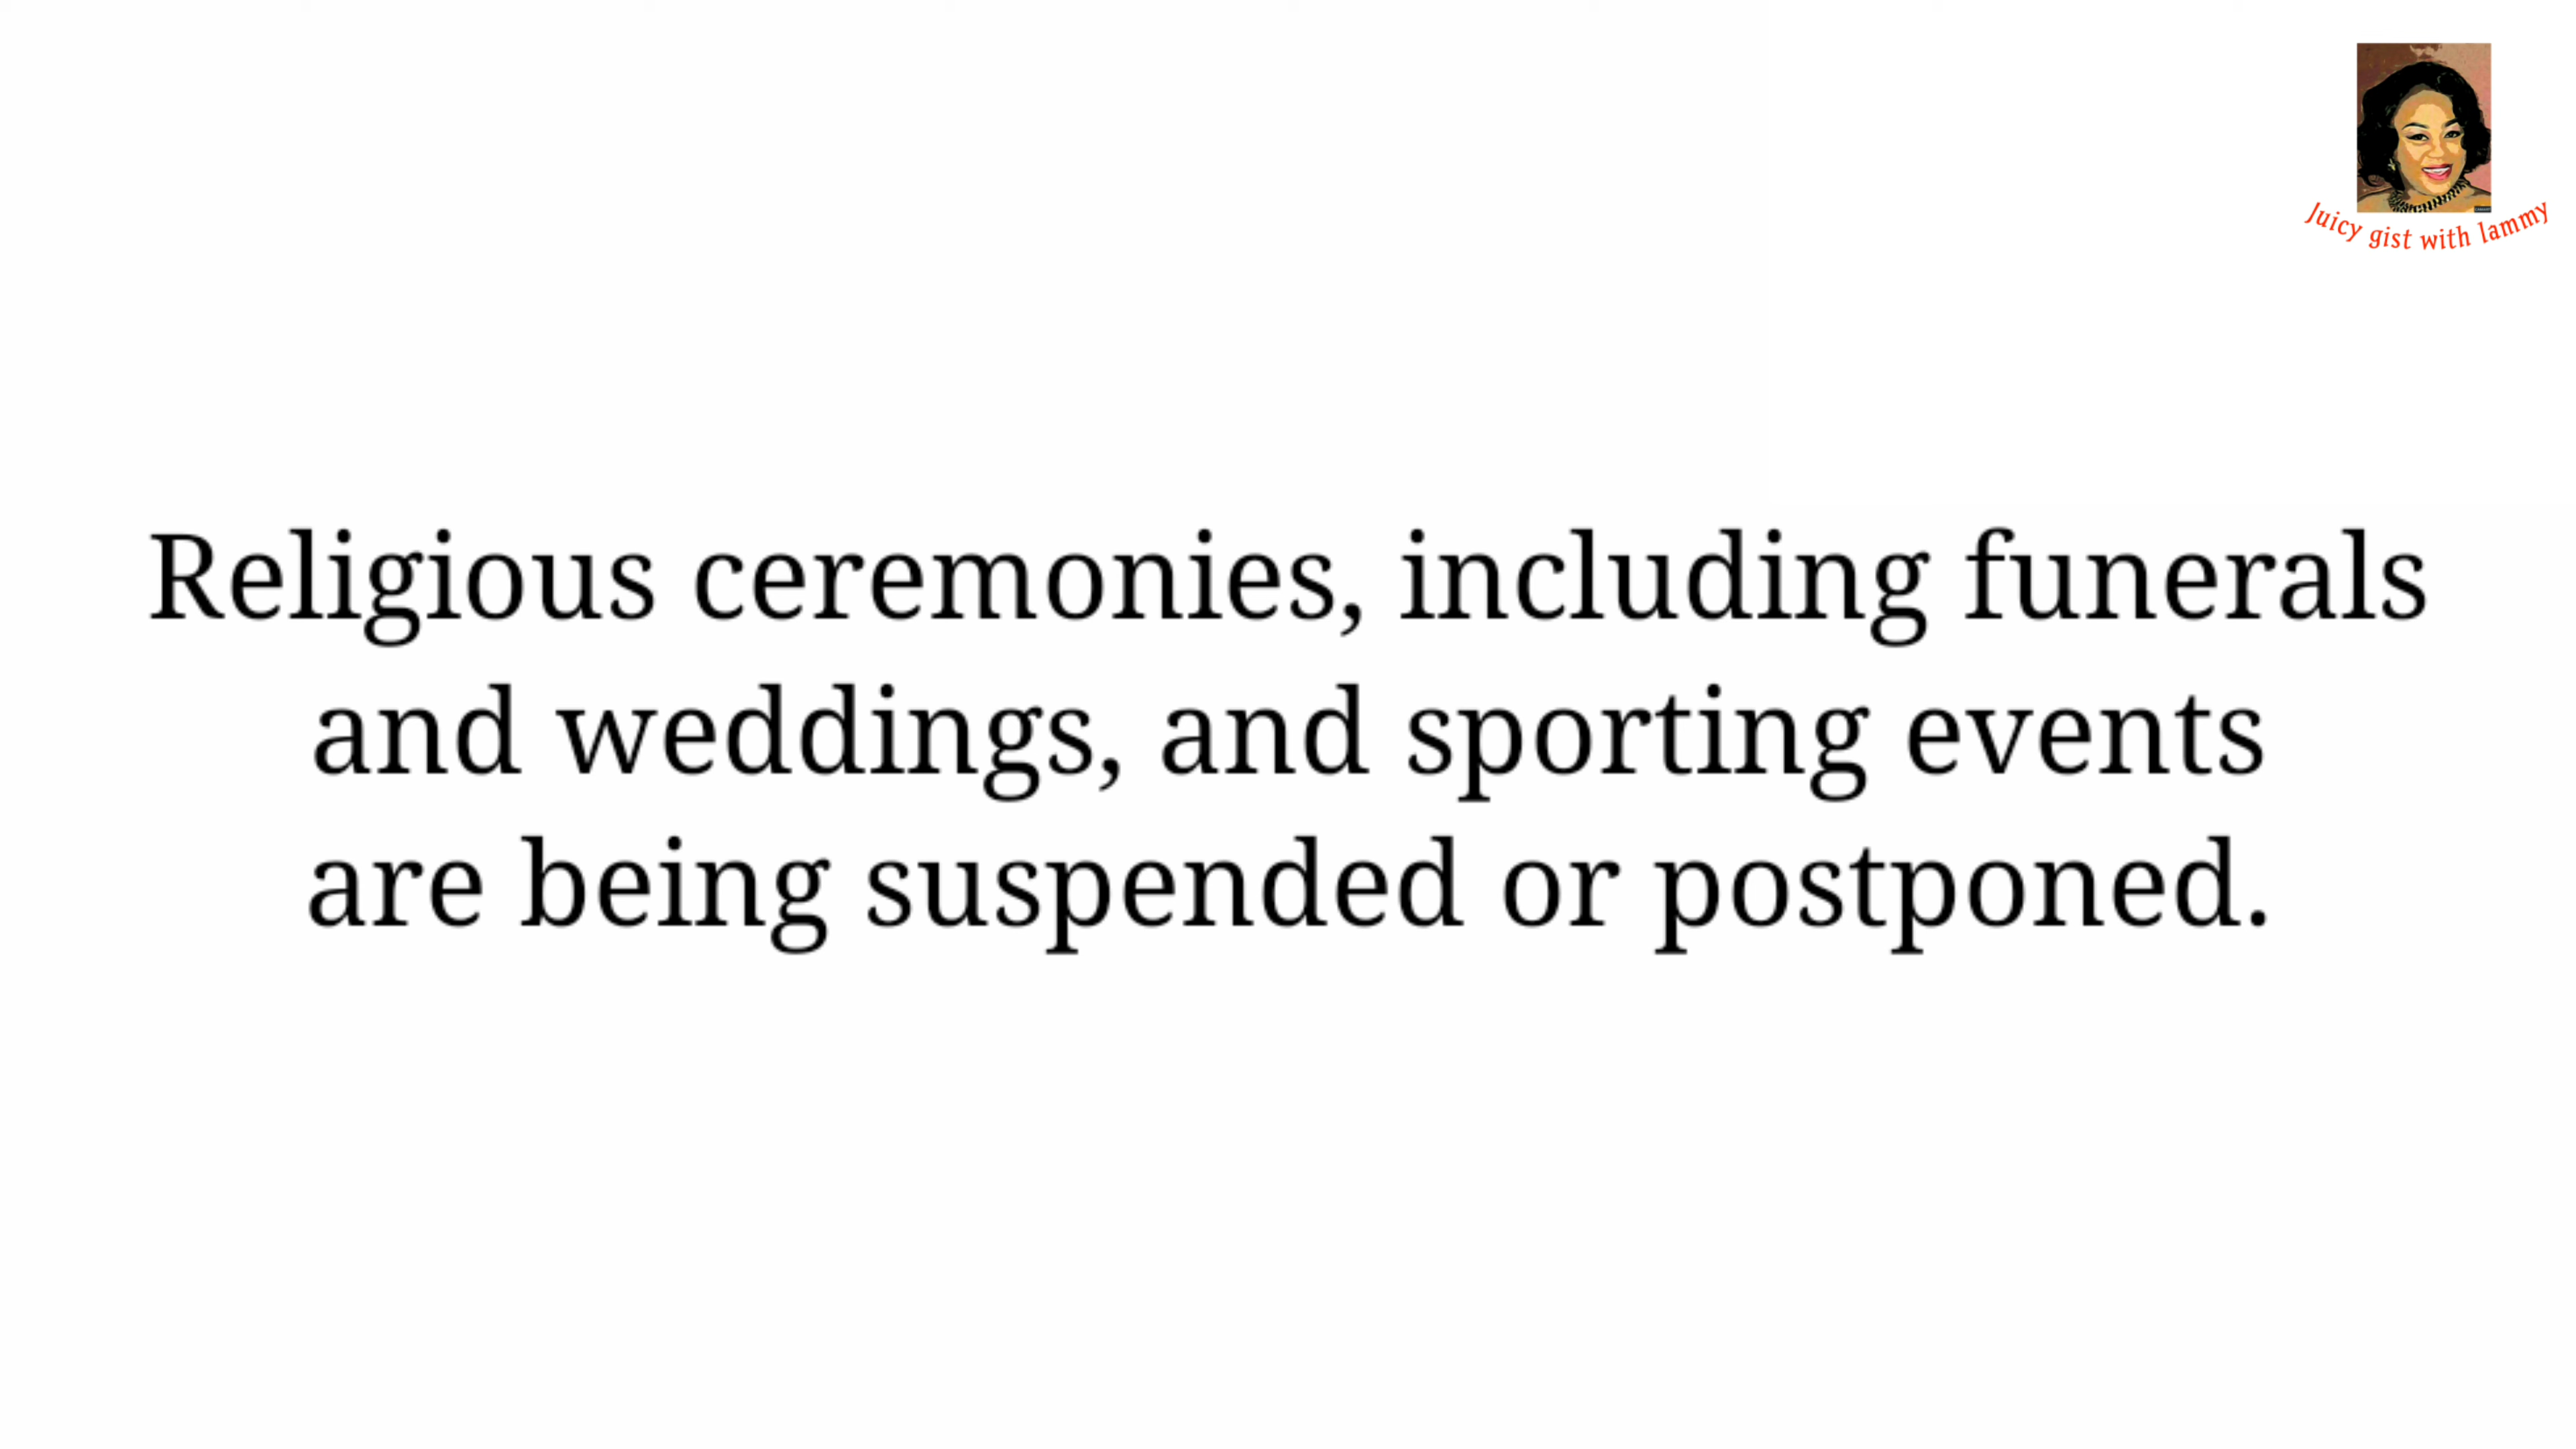 Juicy gist with lammy
Religious ceremonies, including funerals
and weddings, and sporting events
are being suspended or postponed.